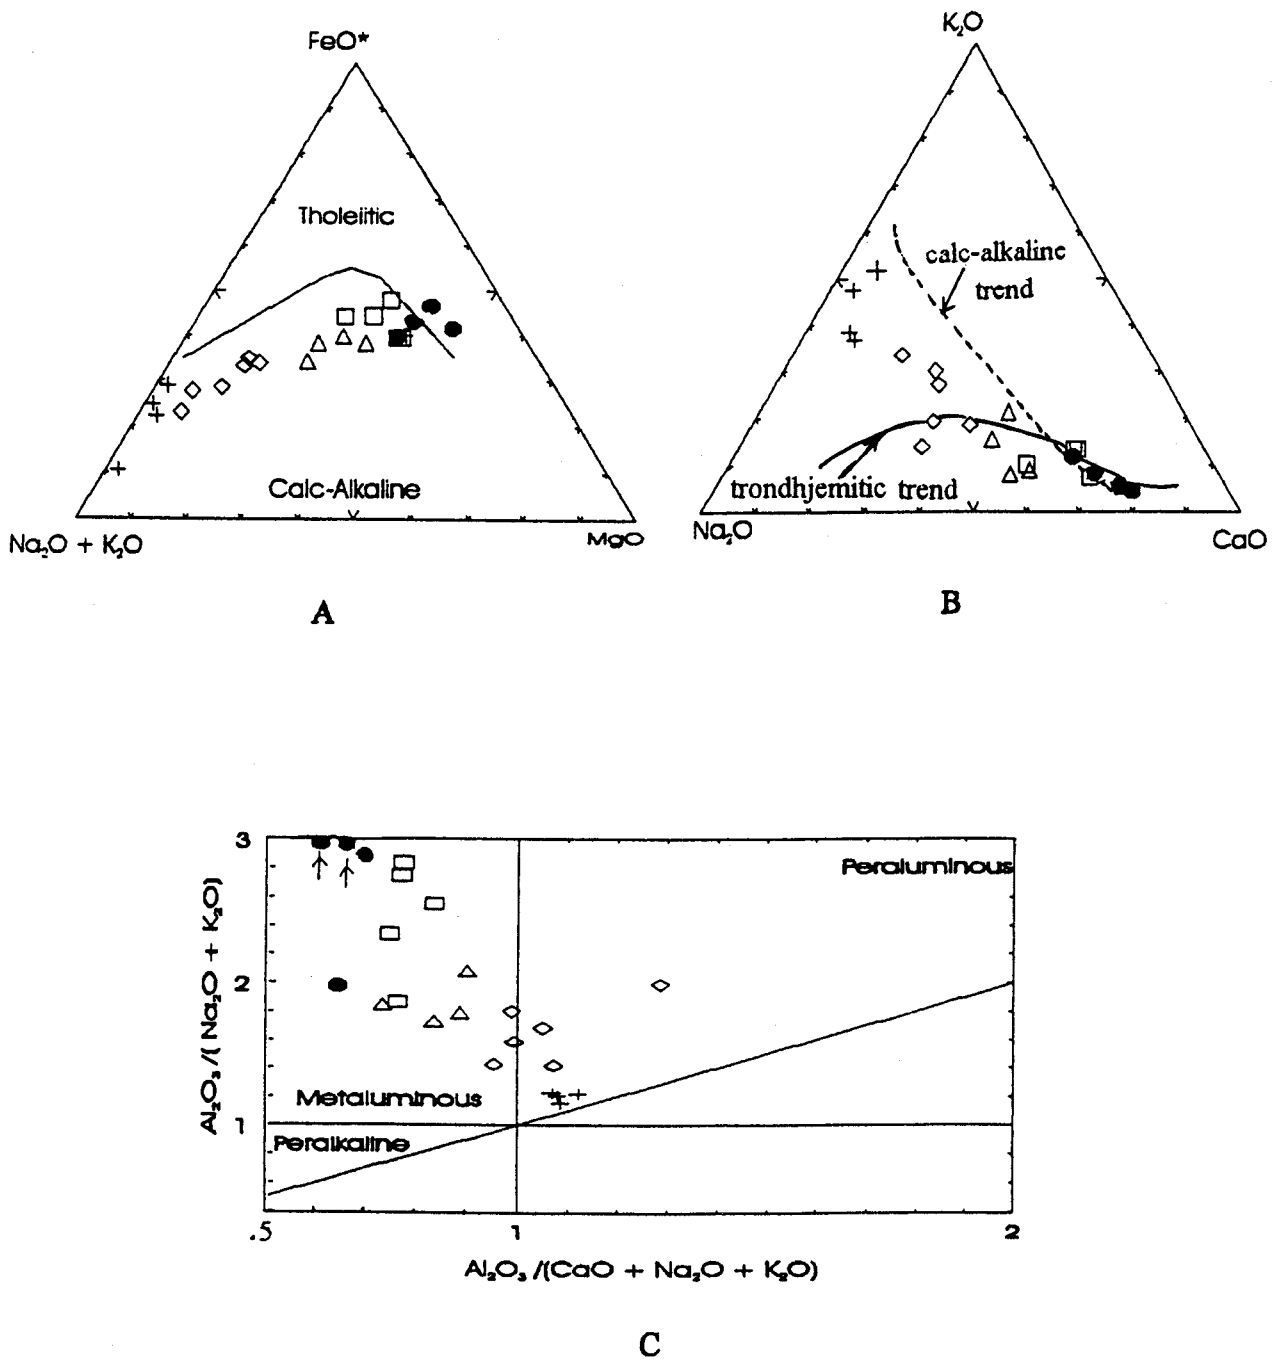 FeO*
Tholeiitic
Calc-Alkaline
Na₂O + K₂O
MgO
A
K₂O
calc-alkaline
trend
trondhjemitic trend
Na₂O
CaO
B
3
Peraluminous
2
Al₂O₃/(Na₂O + K₂O)
Metaluminous
1
Peralkaline
.5
1
2
Al₂O₃/(CaO + Na₂O + K₂O)
C